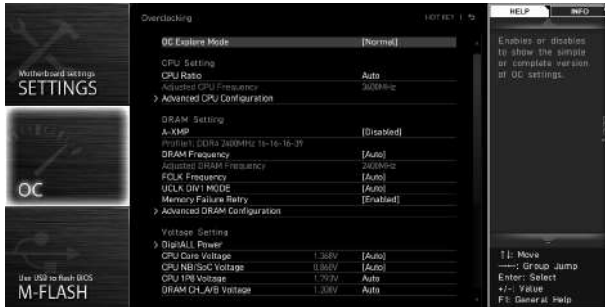 Motherboard settings
SETTINGS
OC
Use USB to flash BIOS
M-FLASH
Overclocking
HOT KEY
OC Explore Mode [Normal]
CPU Setting
CPU Ratio Auto
Adjusted CPU Frequency 3600MHz
> Advanced CPU Configuration
DRAM Setting
A-XMP [Disabled]
Profile1: DDR4 2400MHz 16-16-16-39
DRAM Frequency [Auto]
Adjusted DRAM Frequency 2400MHz
FCLK Frequency [Auto]
UCLK DIV1 MODE [Auto]
Memory Failure Retry [Enabled]
> Advanced DRAM Configuration
Voltage Setting
> DigitALL Power
CPU Core Voltage 1.368V [Auto]
CPU NB/SoC Voltage [Auto]
CPU 1P8 Voltage Auto
DRAM CH_A/B Voltage Auto
HELP
INFO
Enables or disables
to show the simple
or complete version
of OC settings.
↑↓: Move
→←: Group Jump
Enter: Select
+/-: Value
F1: General Help